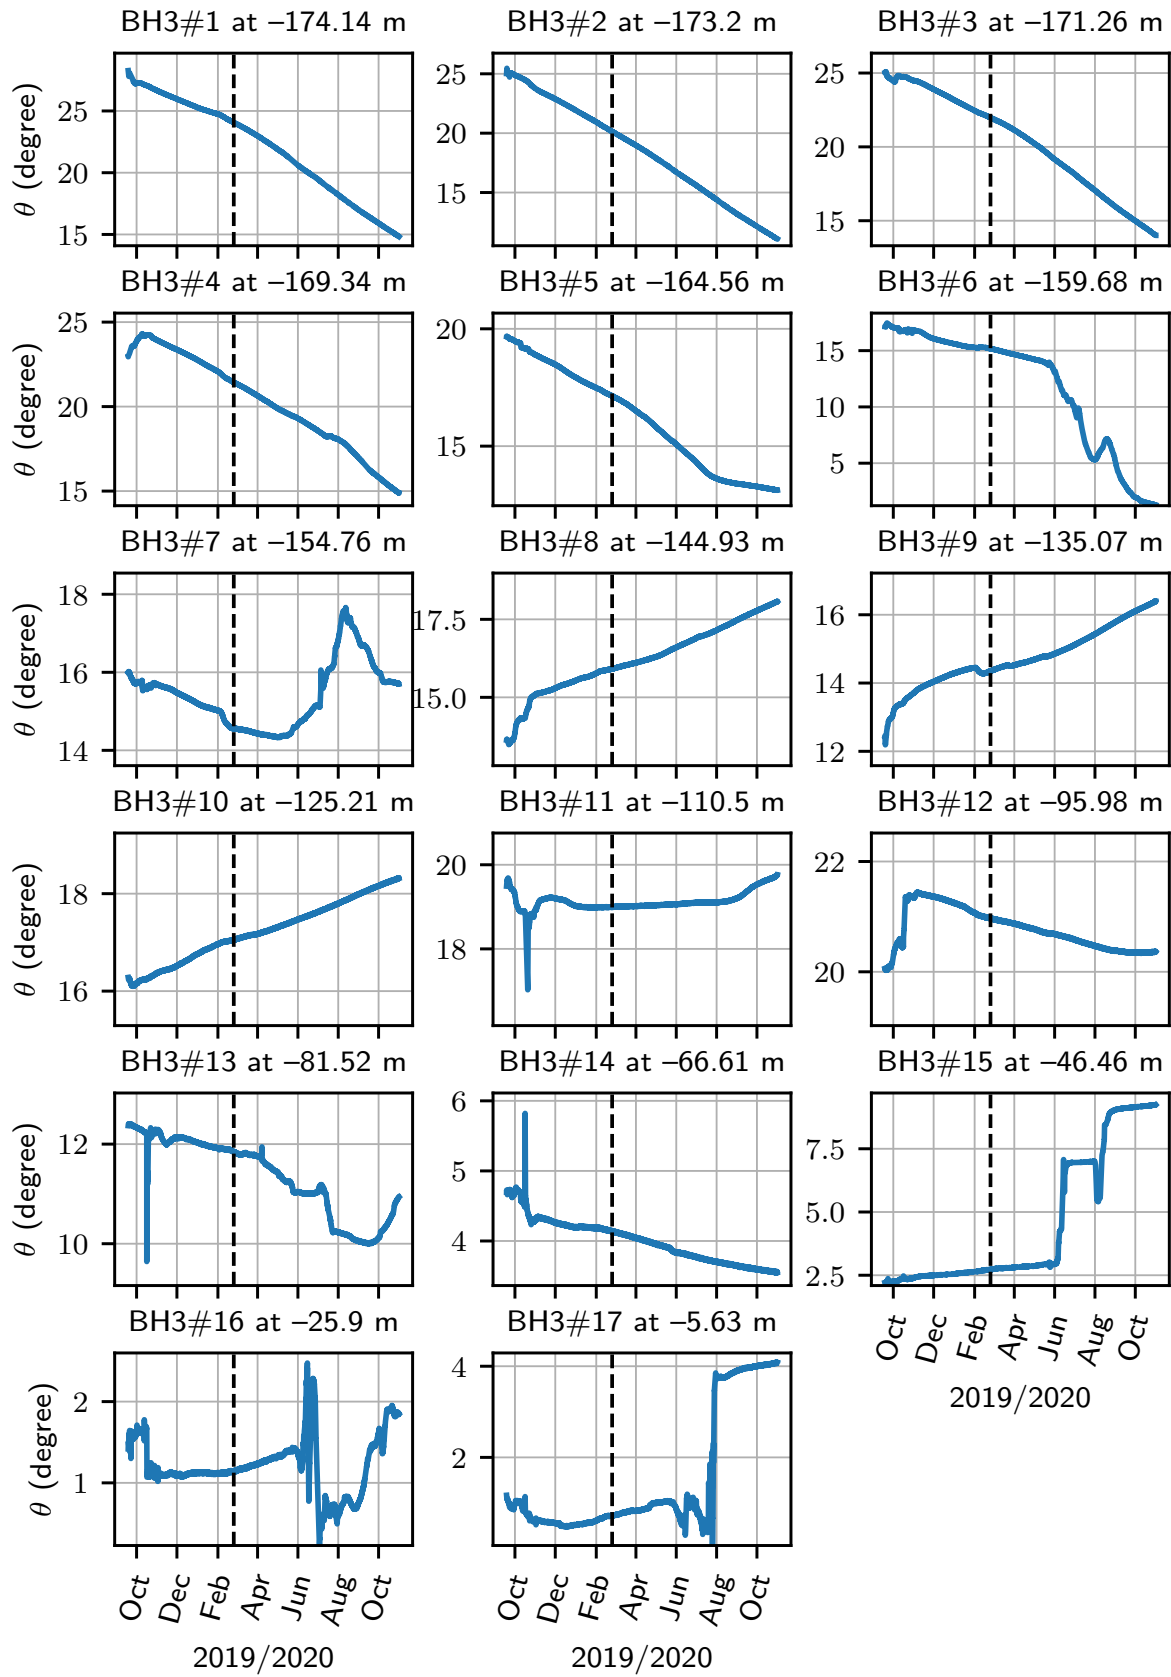 BH3#1 at –174.14 m
BH3#2 at –173.2 m
BH3#3 at –171.26 m
θ (degree)
25
20
15
25
20
15
25
20
15
BH3#4 at –169.34 m
BH3#5 at –164.56 m
BH3#6 at –159.68 m
θ (degree)
25
20
15
20
15
15
10
5
BH3#7 at –154.76 m
BH3#8 at –144.93 m
BH3#9 at –135.07 m
θ (degree)
18
16
14
17.5
15.0
16
14
12
BH3#10 at –125.21 m
BH3#11 at –110.5 m
BH3#12 at –95.98 m
θ (degree)
18
16
20
18
22
20
BH3#13 at –81.52 m
BH3#14 at –66.61 m
BH3#15 at –46.46 m
θ (degree)
12
10
6
5
4
7.5
5.0
2.5
Oct Dec Feb Apr Jun Aug Oct
2019/2020
BH3#16 at –25.9 m
BH3#17 at –5.63 m
θ (degree)
2
1
4
2
Oct Dec Feb Apr Jun Aug Oct
2019/2020
Oct Dec Feb Apr Jun Aug Oct
2019/2020